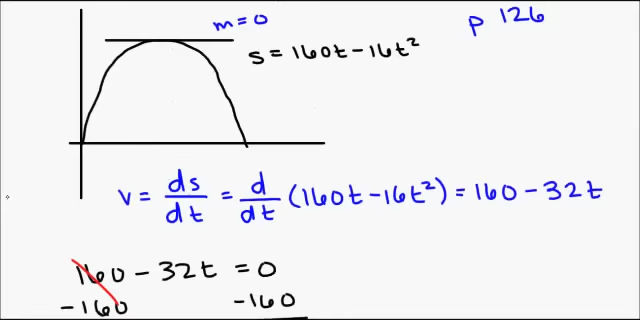 m = 0
p 126
s = 160t - 16t²
v = ds/dt = d/dt (160t - 16t²) = 160 - 32t
160 - 32t = 0
-160 -160